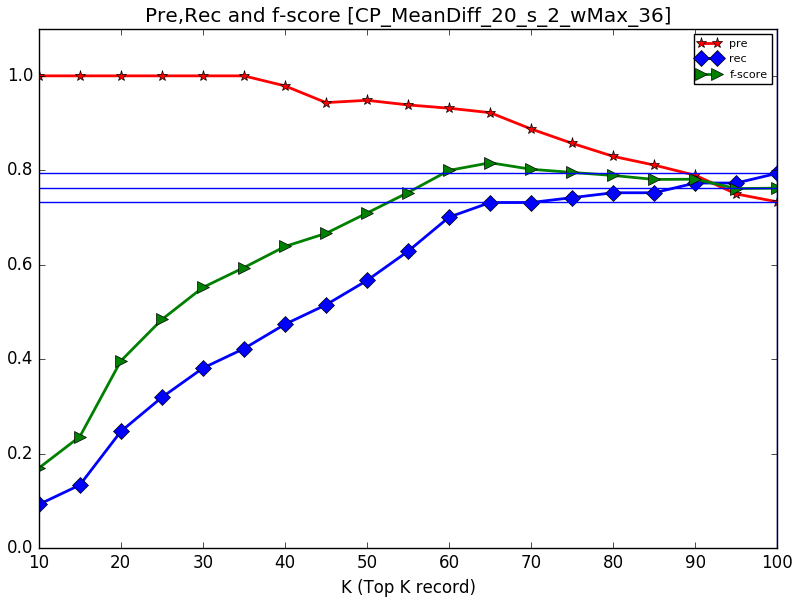 Pre,Rec and f-score [CP_MeanDiff_20_s_2_wMax_36]
pre
rec
f-score
1.0
0.8
0.6
0.4
0.2
0.0
10 20 30 40 50 60 70 80 90 100
K (Top K record)